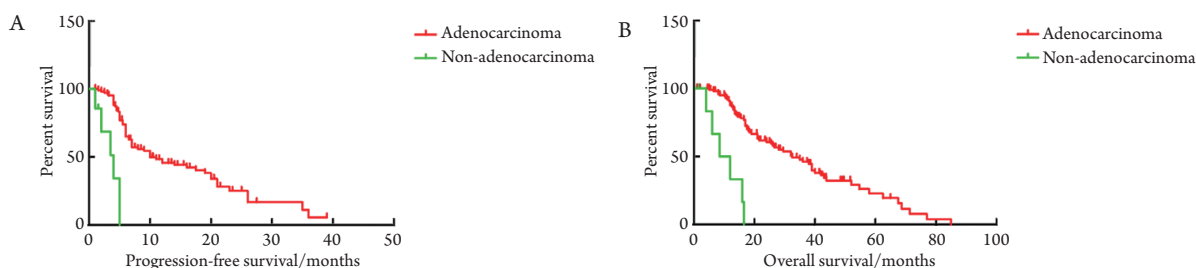 A
150
100
50
0
Percent survival
0 10 20 30 40 50
Progression-free survival/months
Adenocarcinoma
Non-adenocarcinoma
B
150
100
50
0
Percent survival
0 20 40 60 80 100
Overall survival/months
Adenocarcinoma
Non-adenocarcinoma